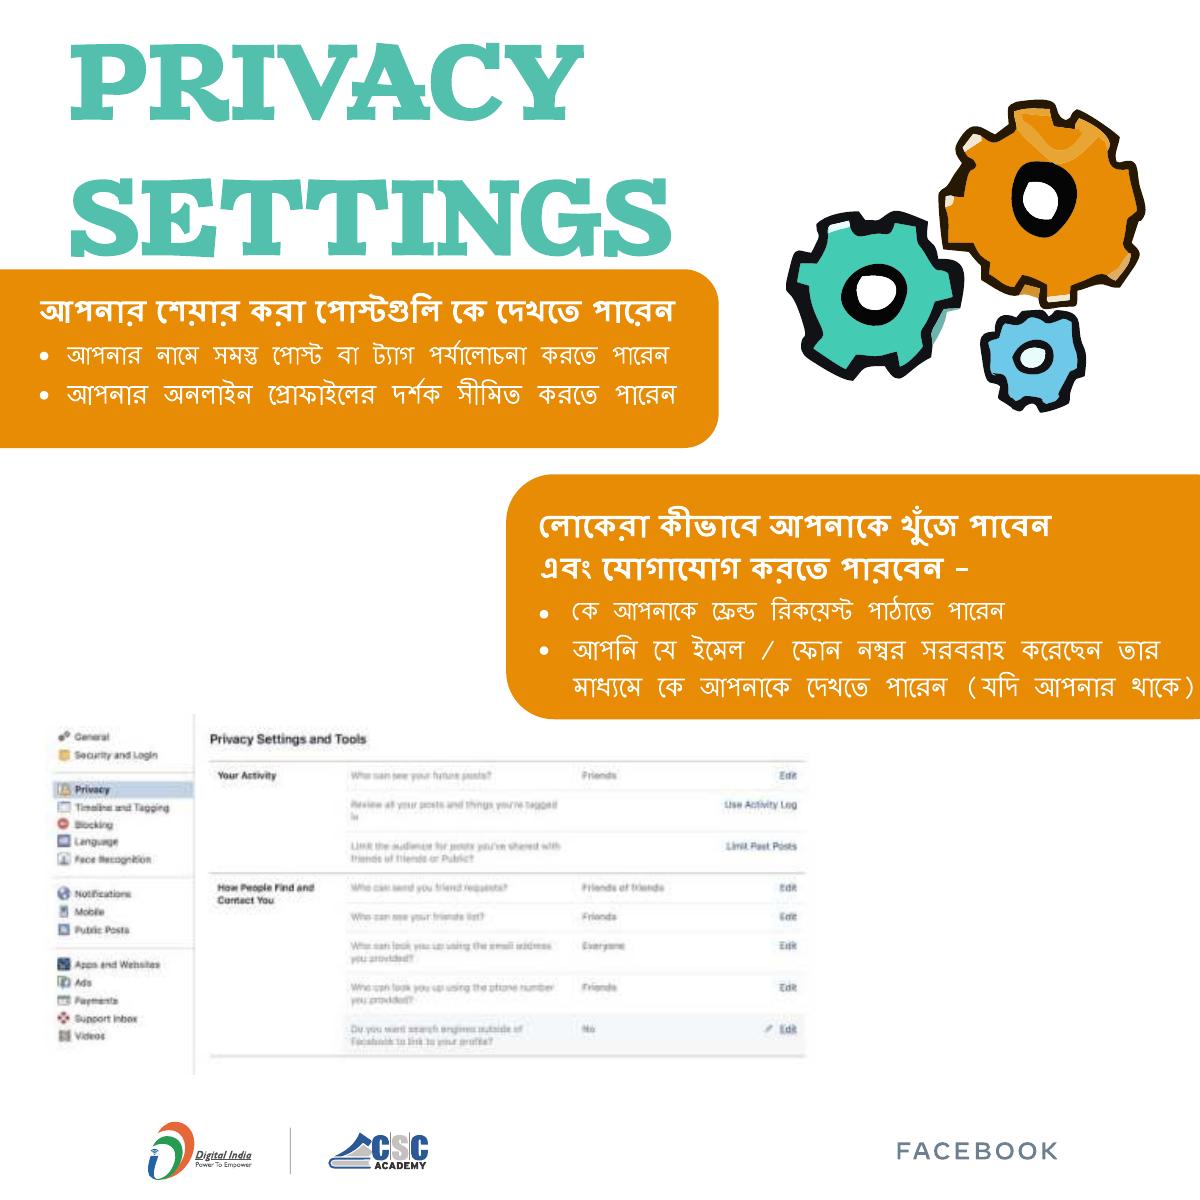 PRIVACY
SETTINGS
আপনার শেয়ার করা পোস্টগুলি কে দেখতে পারেন
• আপনার নামে সমস্ত পোস্ট বা ট্যাগ পর্যালোচনা করতে পারেন
• আপনার অনলাইন প্রোফাইলের দর্শক সীমিত করতে পারেন
লোকেরা কীভাবে আপনাকে খুঁজে পাবেন
এবং যোগাযোগ করতে পারবেন -
• কে আপনাকে ফ্রেন্ড রিকয়েস্ট পাঠাতে পারেন
• আপনি যে ইমেল / ফোন নম্বর সরবরাহ করেছেন তার
মাধ্যমে কে আপনাকে দেখতে পারেন (যদি আপনার থাকে)
General
Security and Login
Privacy
Timeline and Tagging
Blocking
Language
Face Recognition
Notifications
Mobile
Public Posts
Apps and Websites
Ads
Payments
Support Inbox
Videos
Privacy Settings and Tools
Your Activity
Who can see your future posts? Friends Edit
Review all your posts and things you're tagged
in
Use Activity Log
Limit the audience for posts you've shared with
friends of friends or Public?
Limit Past Posts
How People Find and
Contact You
Who can send you friend requests? Friends of friends Edit
Who can see your friends list? Friends Edit
Who can look you up using the email address
you provided?
Everyone Edit
Who can look you up using the phone number
you provided?
Friends Edit
Do you want search engines outside of
Facebook to link to your profile?
No Edit
Digital India
Power To Empower
CSC
ACADEMY
FACEBOOK